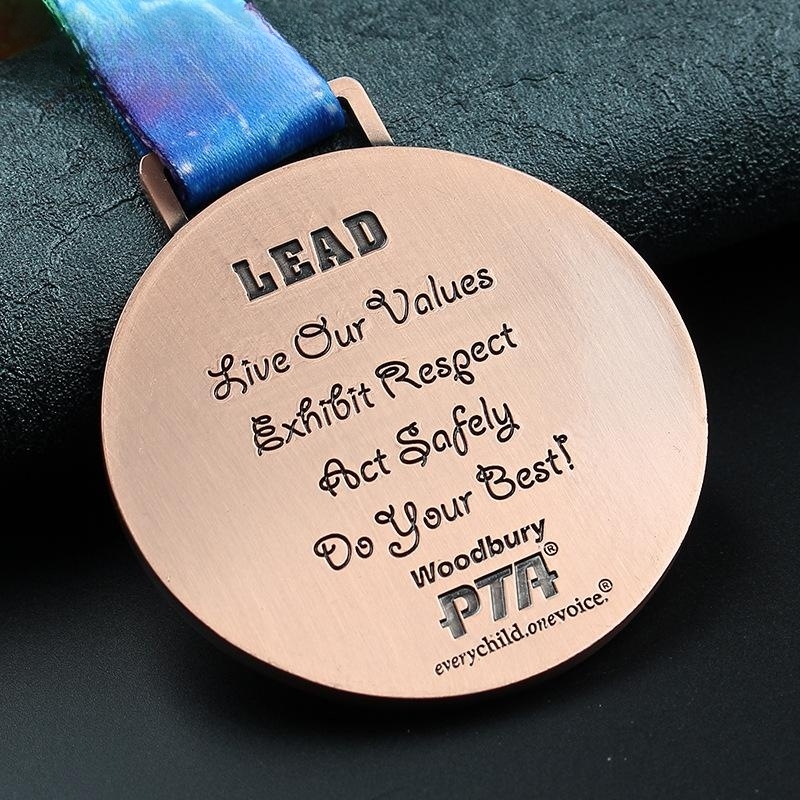 LEAD
Live Our Values
Exhibit Respect
Act Safely
Do Your Best!
Woodbury
PTA®
everychild.onevoice.®